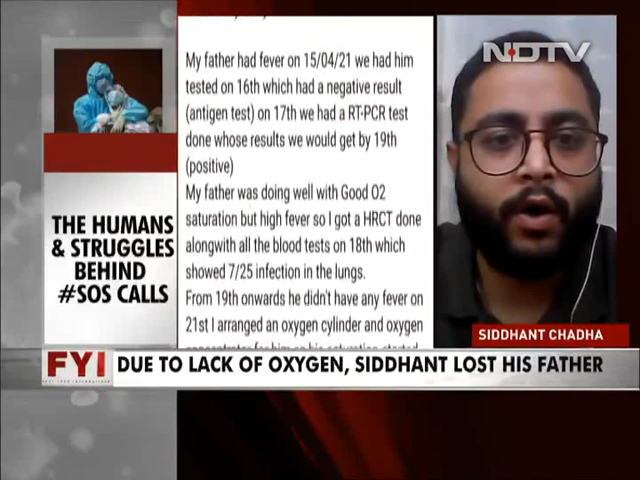 NDTV
My father had fever on 15/04/21 we had him
tested on 16th which had a negative result
(antigen test) on 17th we had a RT-PCR test
done whose results we would get by 19th
(positive)
My father was doing well with Good O2
saturation but high fever so I got a HRCT done
alongwith all the blood tests on 18th which
showed 7/25 infection in the lungs.
From 19th onwards he didn't have any fever on
21st I arranged an oxygen cylinder and oxygen
THE HUMANS
& STRUGGLES
BEHIND
#SOS CALLS
SIDDHANT CHADHA
FYI
DUE TO LACK OF OXYGEN, SIDDHANT LOST HIS FATHER